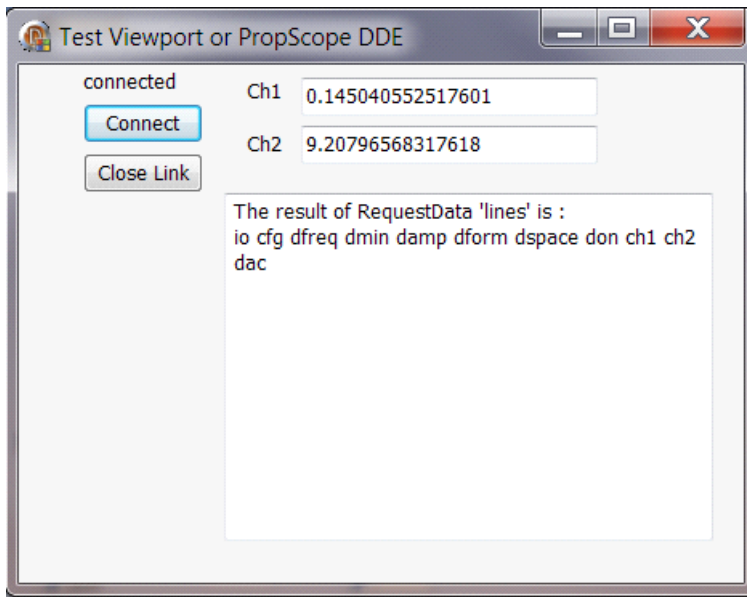 Test Viewport or PropScope DDE
connected
Connect
Close Link
Ch1 0.145040552517601
Ch2 9.20796568317618
The result of RequestData 'lines' is :
io cfg dfreq dmin damp dform dspace don ch1 ch2
dac